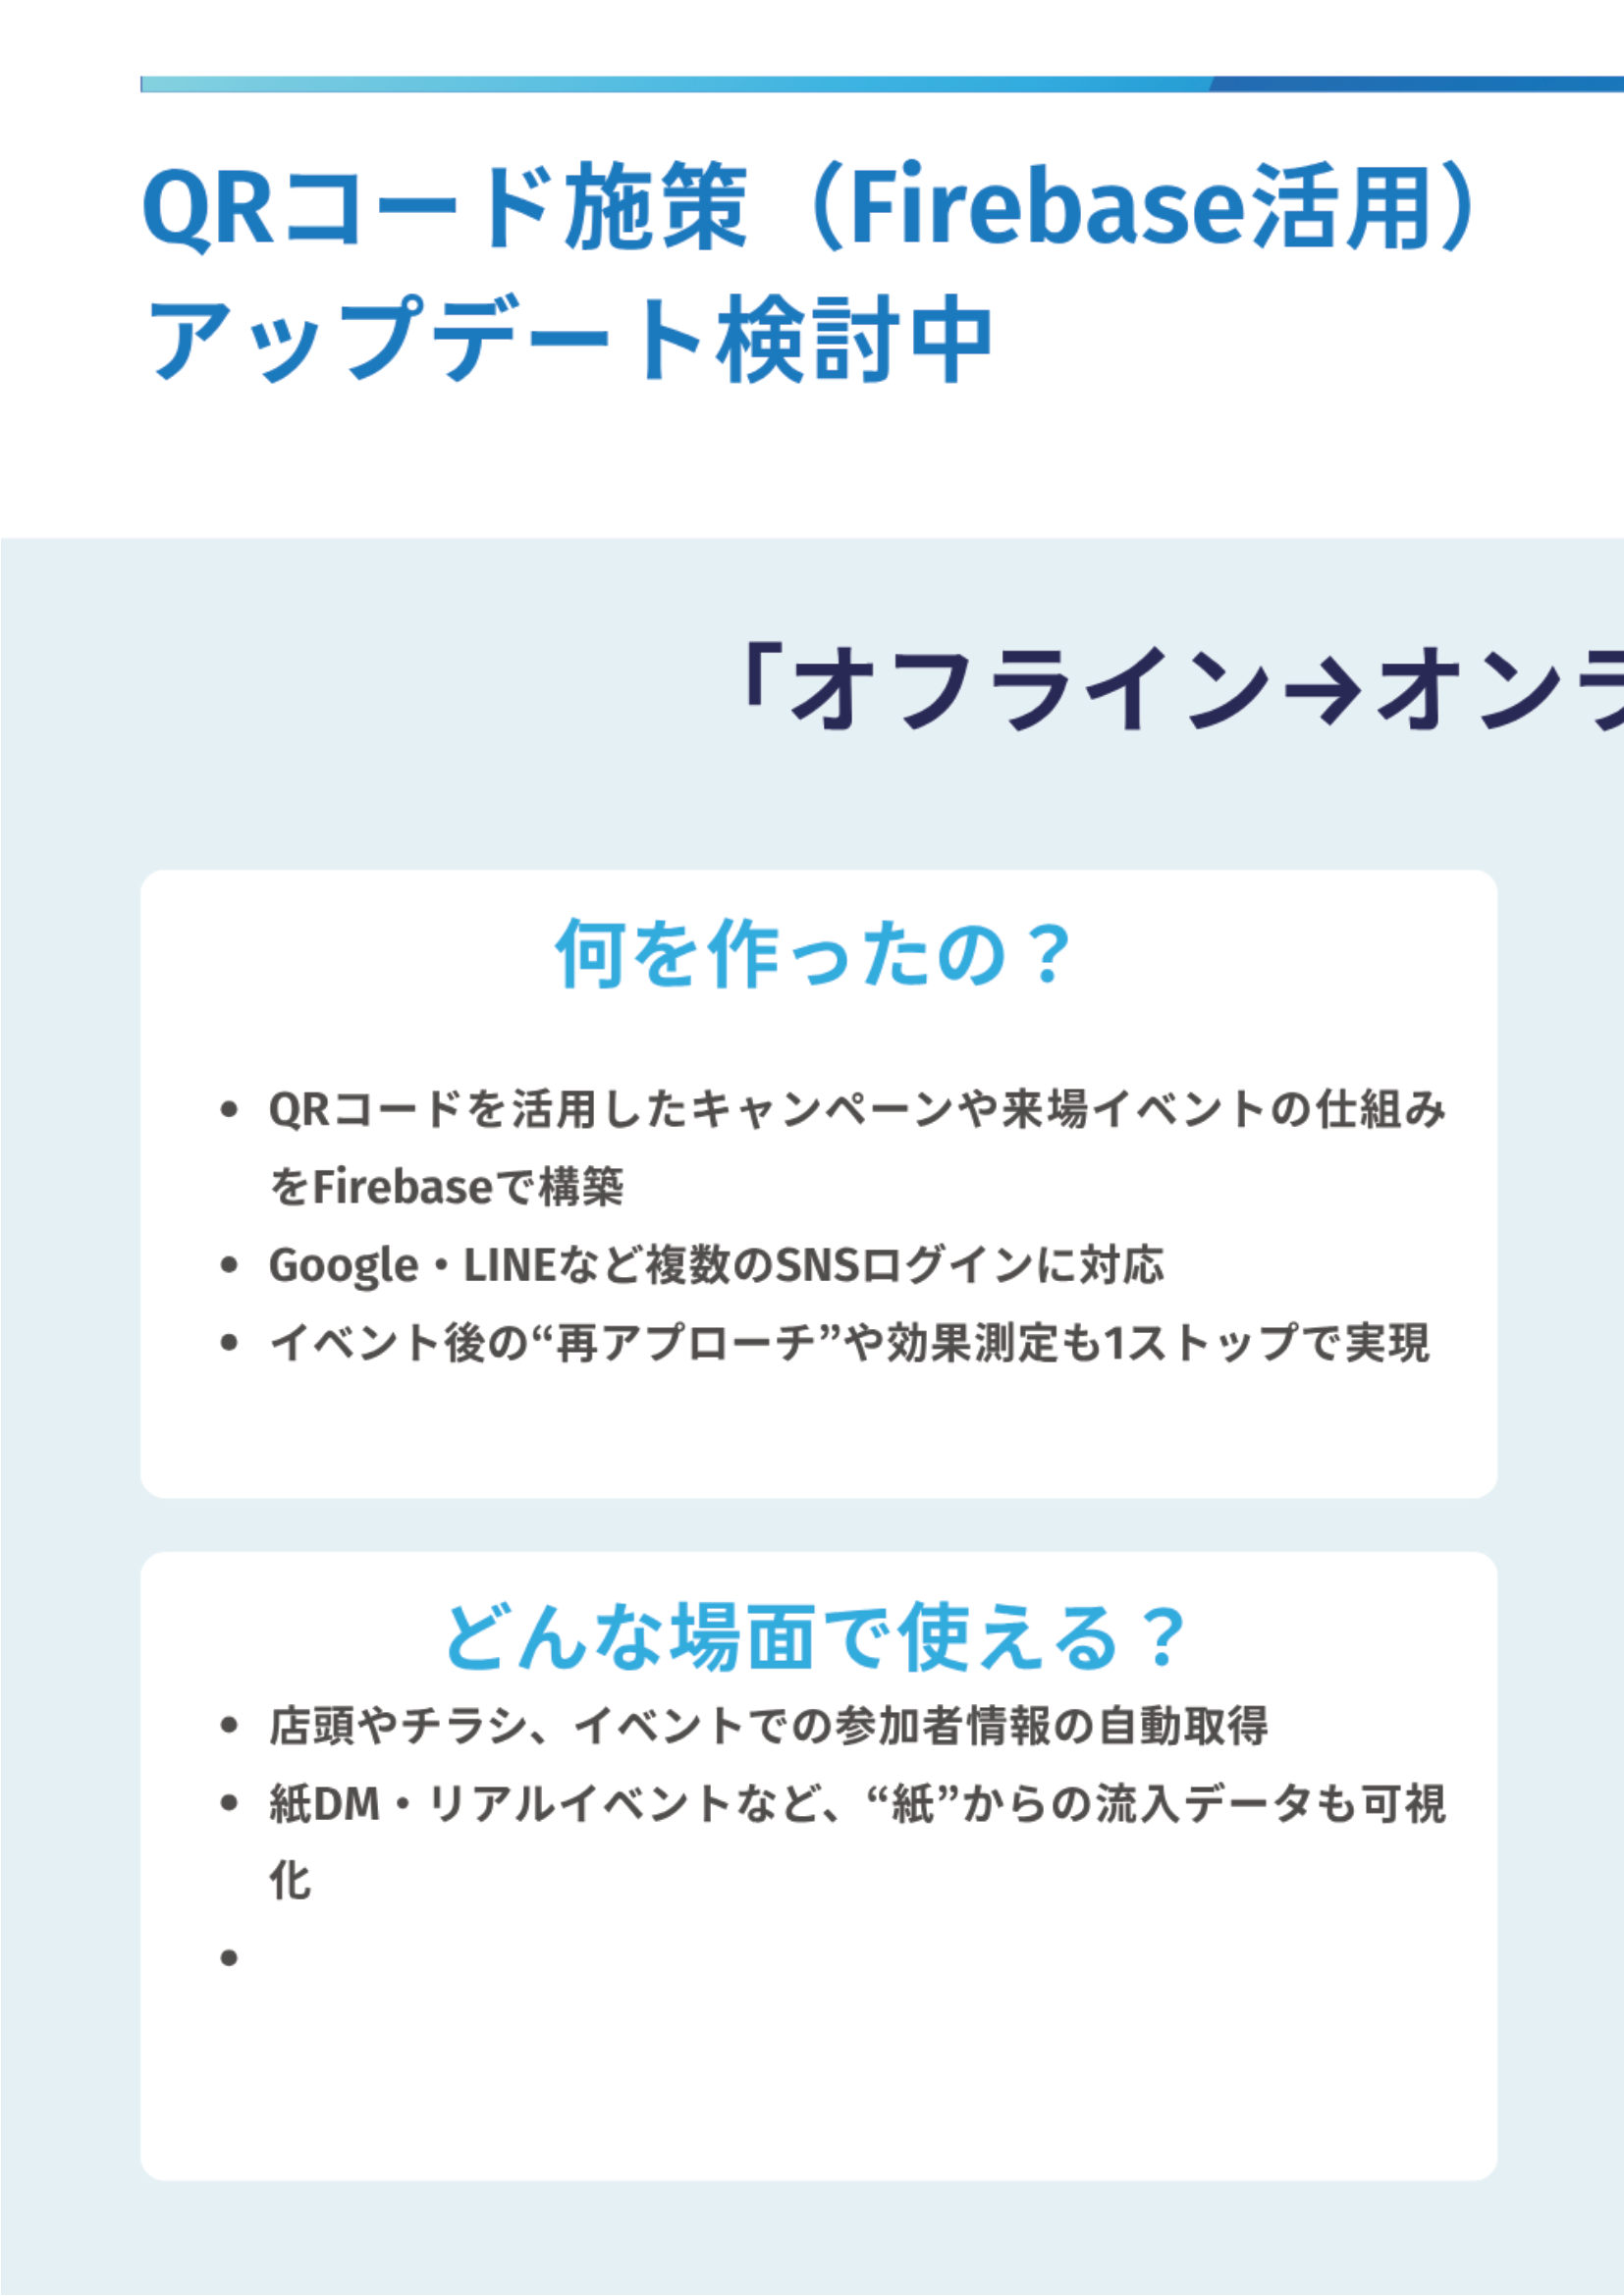 QRコード施策（Firebase活用）
アップデート検討中
「オフライン→オンラ
何を作ったの？
• QRコードを活用したキャンペーンや来場イベントの仕組み
をFirebaseで構築
• Google・LINEなど複数のSNSログインに対応
• イベント後の“再アプローチ”や効果測定も1ストップで実現
どんな場面で使える？
• 店頭やチラシ、イベントでの参加者情報の自動取得
• 紙DM・リアルイベントなど、“紙”からの流入データも可視
化
•